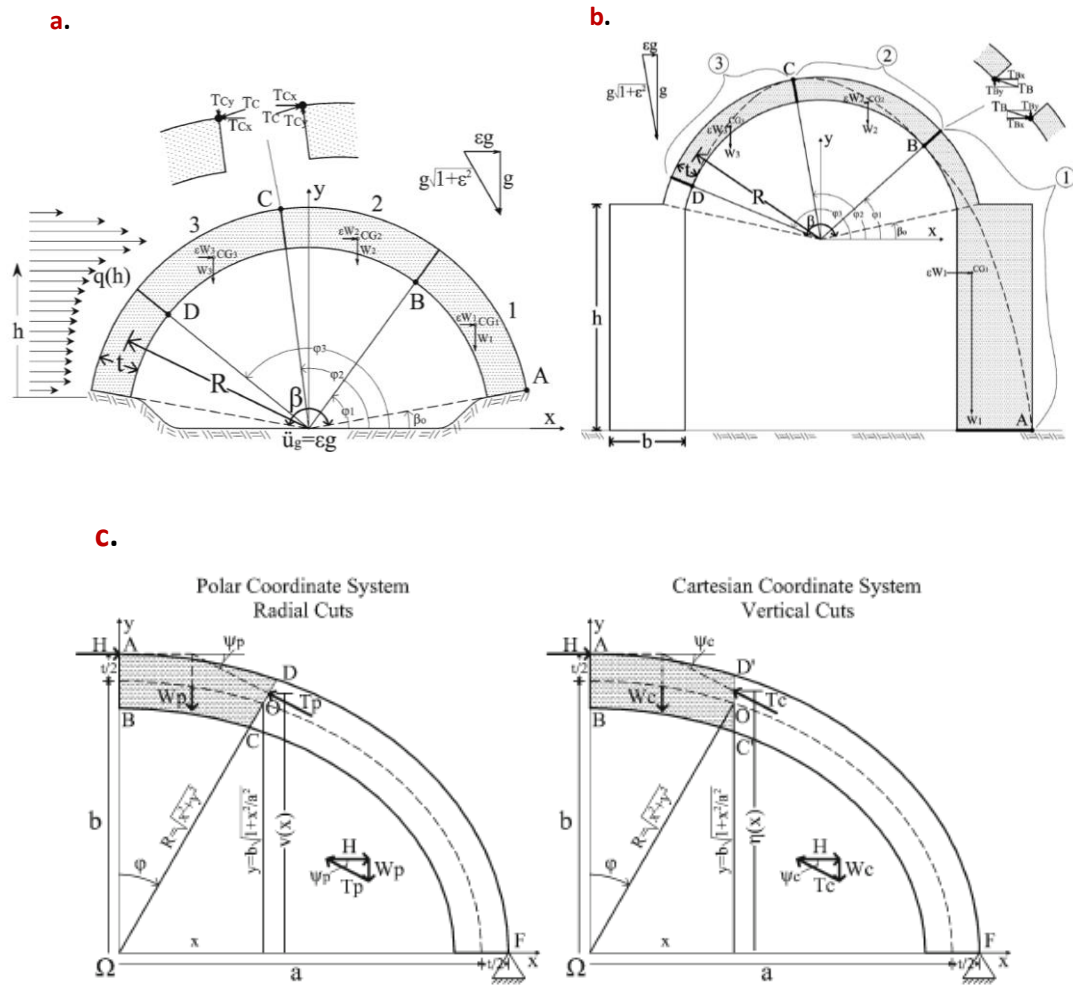 a.
TCy TC
TCx
TCx
TC
TCy
εg
g√1+ε²
g
C
y
3
2
εW3 CG3
W3
εW2 CG2
W2
q(h)
D
B
1
h
εW1 CG1
W1
t
R
φ3
φ2
φ1
β
βo
A
x
üg=εg
b.
εg
g√1+ε²
g
3
C
2
TBx
TBy TB
TB TBy
TBx
εW2 CG2
W2
W3
y
B
t
D
R
β
φ3
φ2
φ1
βo
x
1
h
εW1 CG1
W1
b
A
c.
Polar Coordinate System
Radial Cuts
y
H A
ψp
t/2
D
Wp
O
Tp
B
C
b
R=√x²+y²
y=b√1+x²/a²
v(x)
φ
H
Wp
ψp
Tp
x
F
Ω
a
t/2
x
Cartesian Coordinate System
Vertical Cuts
y
H A
ψc
t/2
D'
Wc
O
Tc
B
C'
b
R=√x²+y²
y=b√1+x²/a²
η(x)
φ
H
Wc
ψc
Tc
x
F
Ω
a
t/2
x